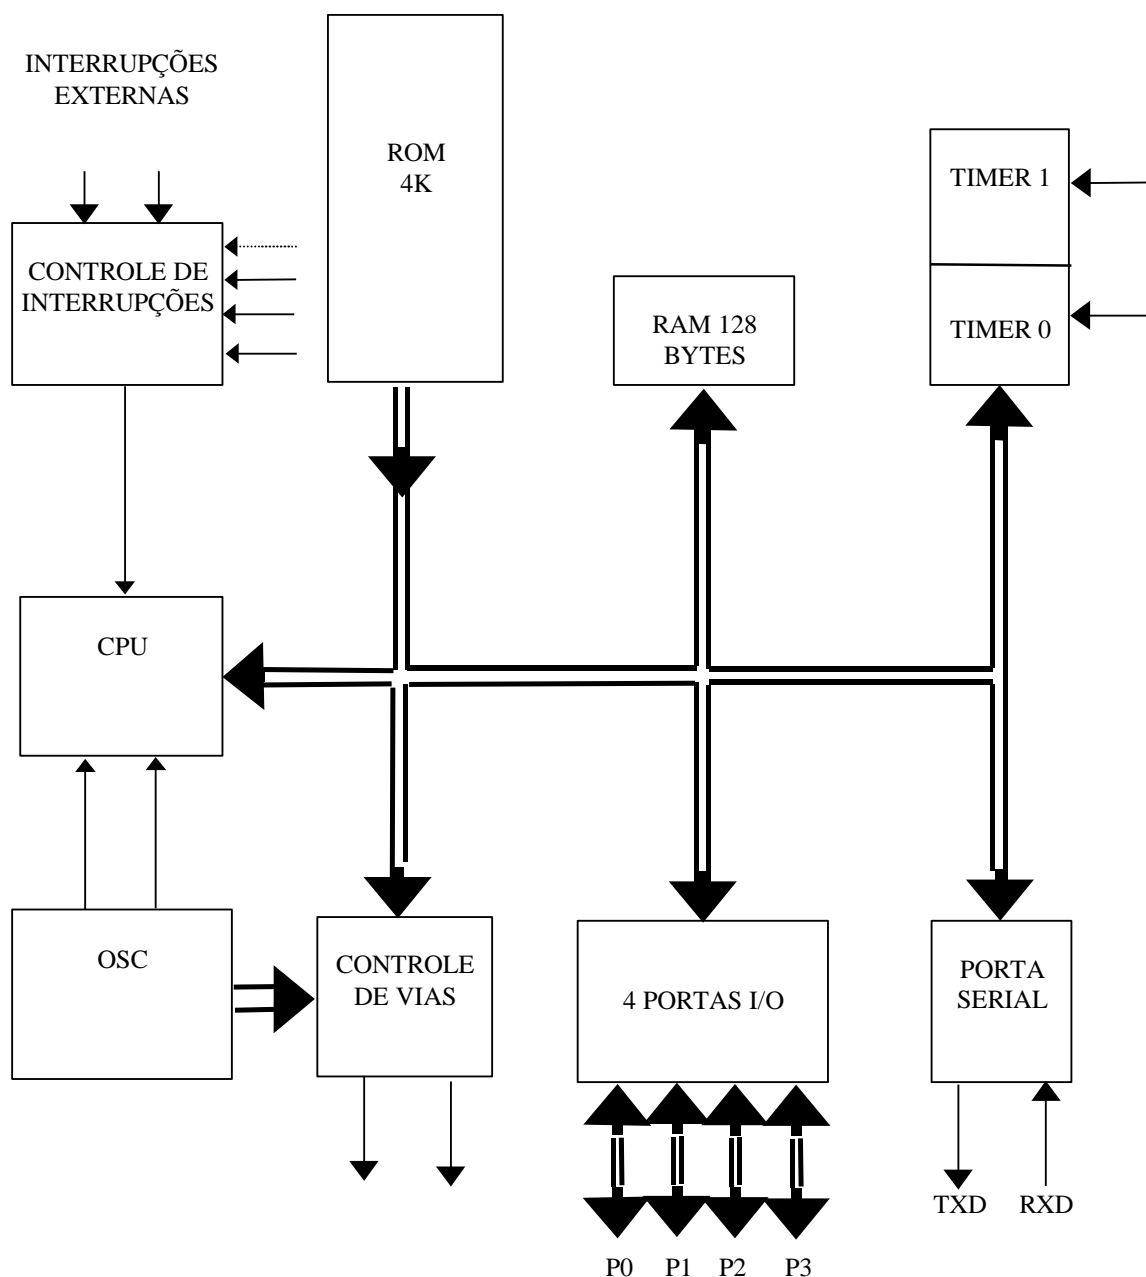 INTERRUPÇÕES
EXTERNAS
ROM
4K
TIMER 1
CONTROLE DE
INTERRUPÇÕES
RAM 128
BYTES
TIMER 0
CPU
OSC
CONTROLE
DE VIAS
4 PORTAS I/O
PORTA
SERIAL
TXD
RXD
P0
P1
P2
P3